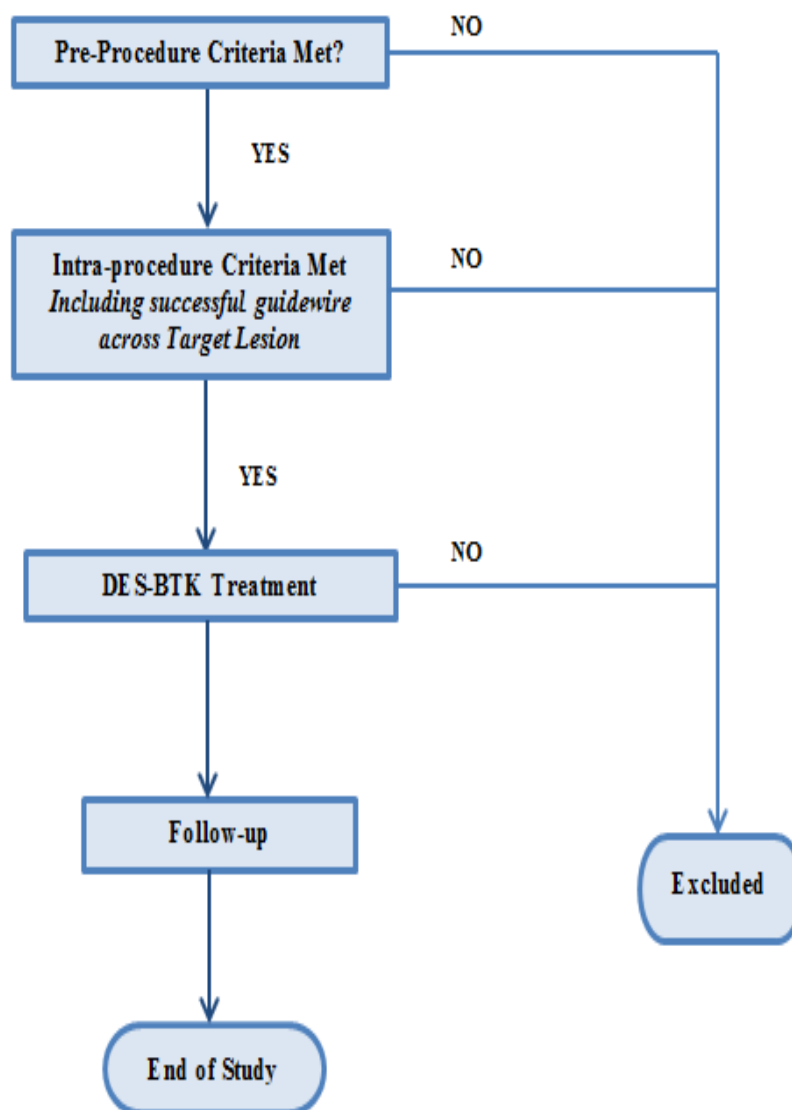 NO
Pre-Procedure Criteria Met?
YES
Intra-procedure Criteria Met
Including successful guidewire
across Target Lesion
NO
YES
NO
DES-BTK Treatment
Follow-up
Excluded
End of Study